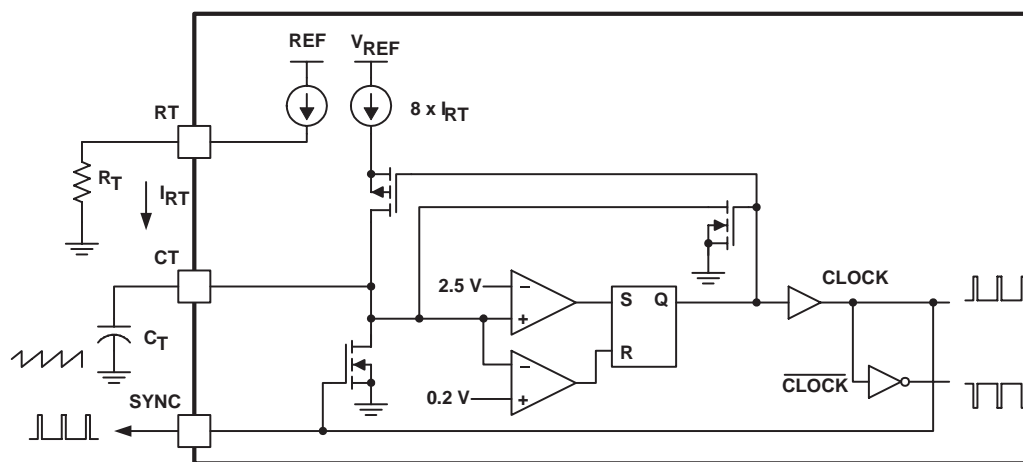 REF
VREF
RT
8 x IRT
RT
IRT
CT
2.5 V
−
+
S
Q
CLOCK
CT
R
−
CLOCK
0.2 V
+
SYNC